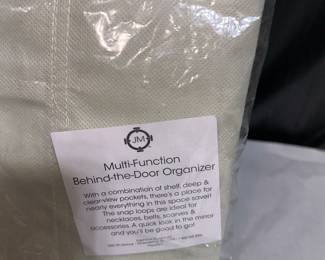 JM
Multi-Function
Behind-the-Door Organizer
With a combination of shelf, deep &
clear-view pockets, there's a place for
nearly everything in this space saver!
The snap loops are ideal for
necklaces, belts, scarves &
accessories. A quick look in the mirror
and you're good to go!